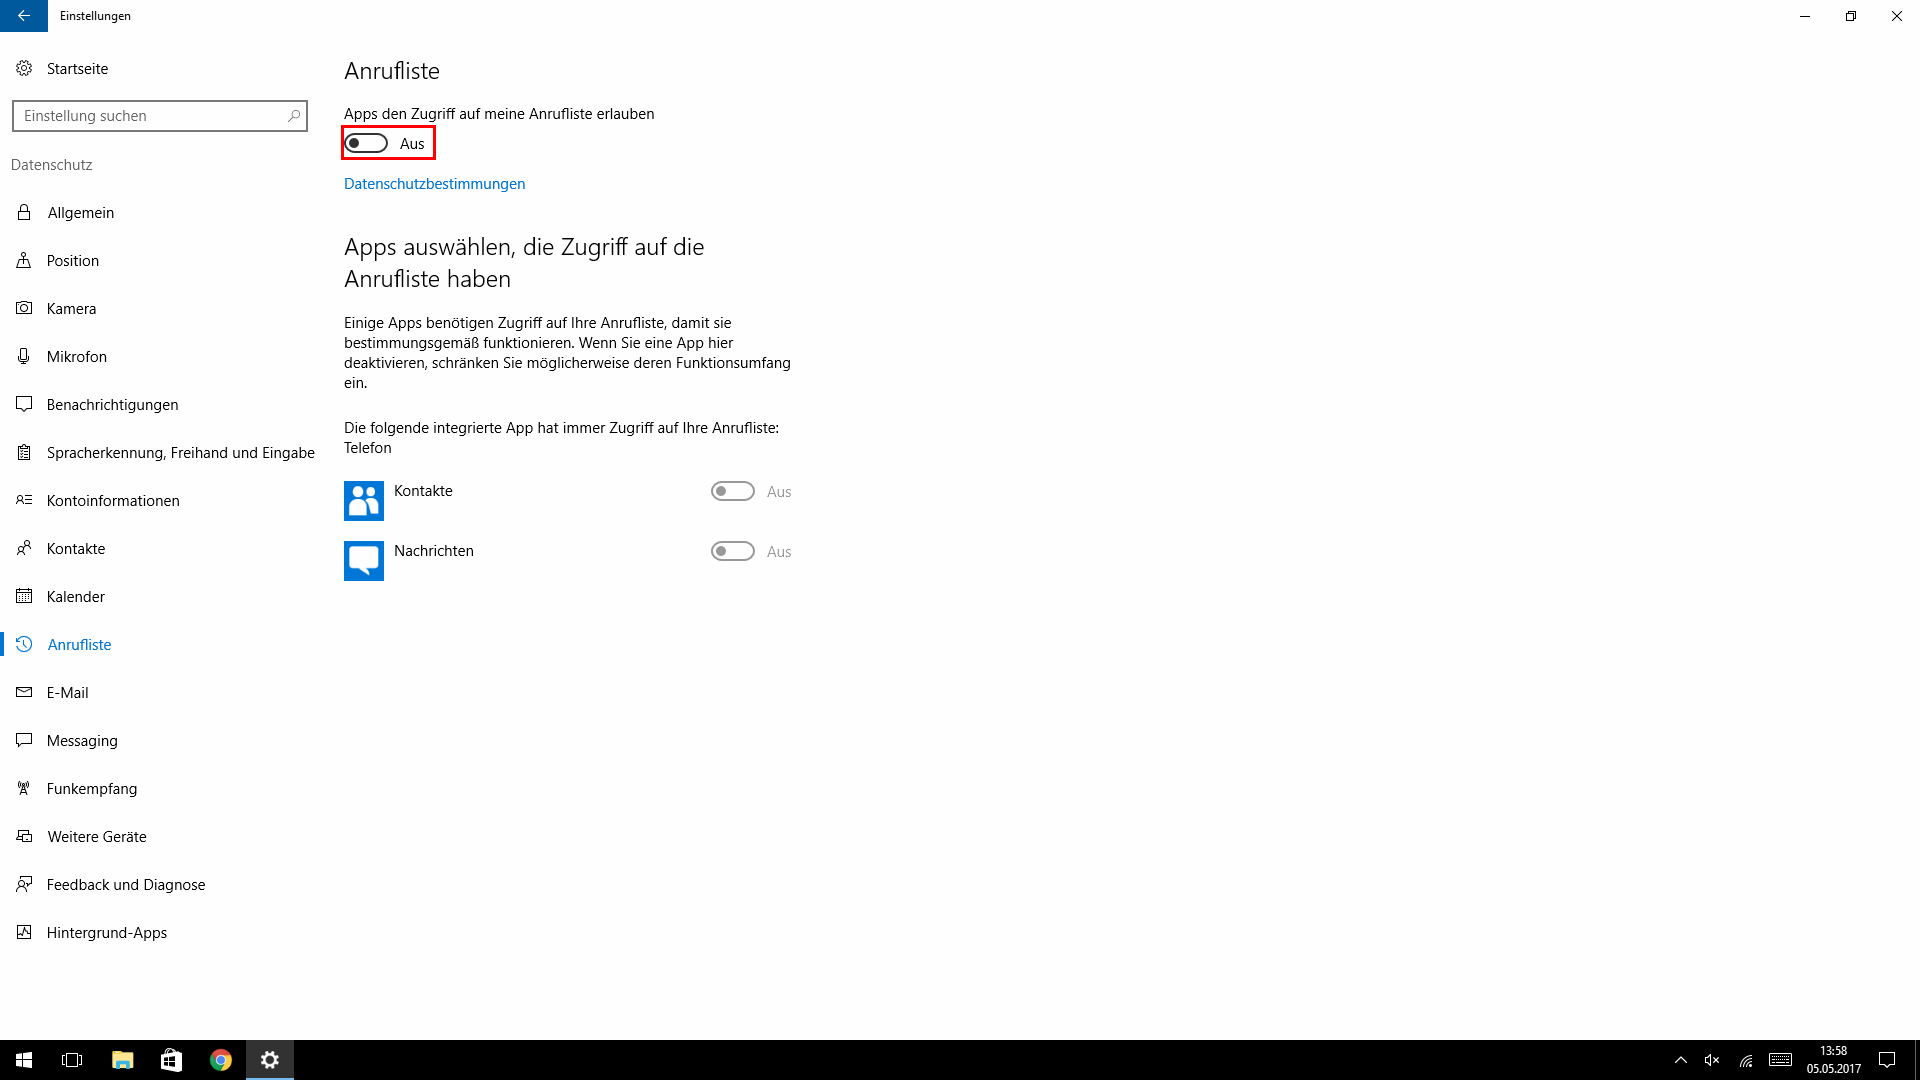 Einstellungen
Startseite
Einstellung suchen
Datenschutz
Allgemein
Position
Kamera
Mikrofon
Benachrichtigungen
Spracherkennung, Freihand und Eingabe
Kontoinformationen
Kontakte
Kalender
Anrufliste
E-Mail
Messaging
Funkempfang
Weitere Geräte
Feedback und Diagnose
Hintergrund-Apps
Anrufliste
Apps den Zugriff auf meine Anrufliste erlauben
Aus
Datenschutzbestimmungen
Apps auswählen, die Zugriff auf die
Anrufliste haben
Einige Apps benötigen Zugriff auf Ihre Anrufliste, damit sie
bestimmungsgemäß funktionieren. Wenn Sie eine App hier
deaktivieren, schränken Sie möglicherweise deren Funktionsumfang
ein.
Die folgende integrierte App hat immer Zugriff auf Ihre Anrufliste:
Telefon
Kontakte Aus
Nachrichten Aus
13:58
05.05.2017